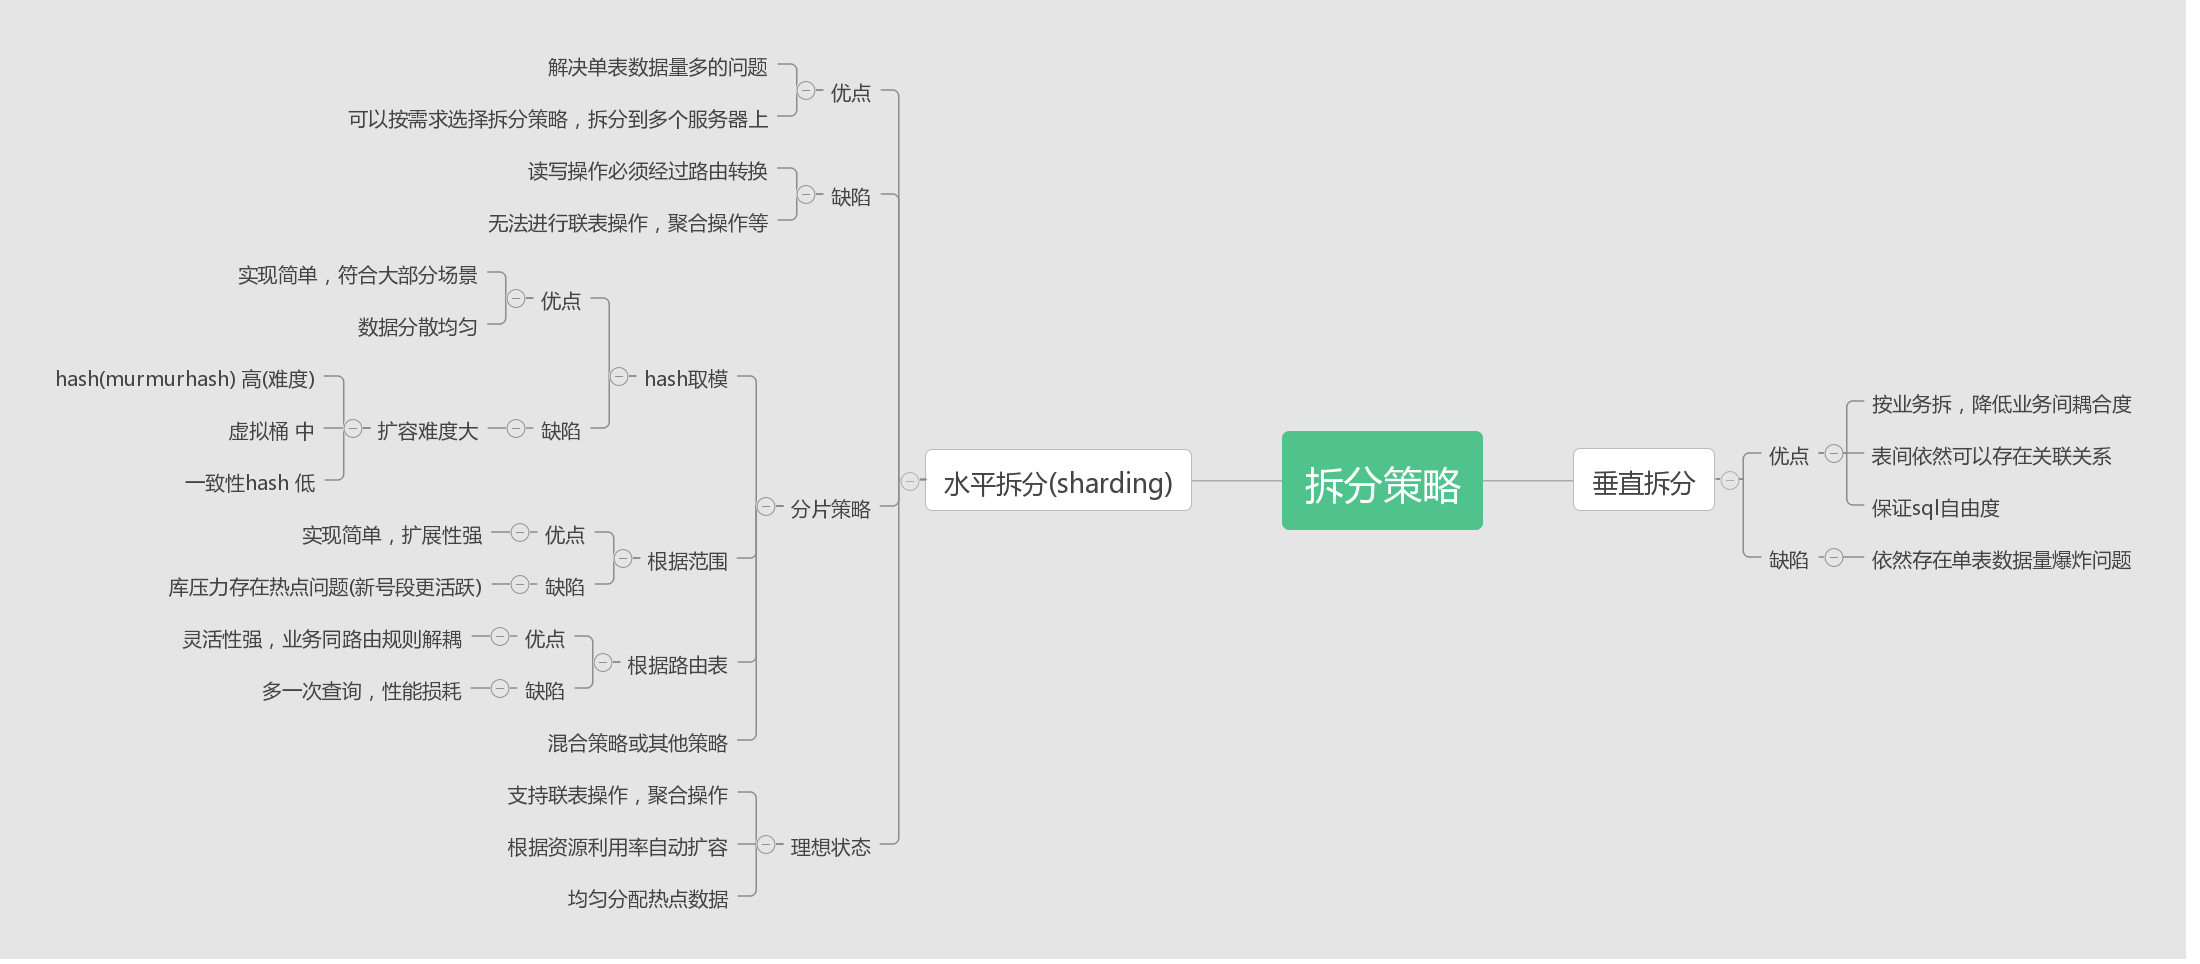 拆分策略
水平拆分(sharding)
优点
解决单表数据量多的问题
可以按需求选择拆分策略，拆分到多个服务器上
缺陷
读写操作必须经过路由转换
无法进行联表操作，聚合操作等
分片策略
hash取模
优点
实现简单，符合大部分场景
数据分散均匀
缺陷
扩容难度大
hash(murmurhash) 高(难度)
虚拟桶 中
一致性hash 低
根据范围
优点
实现简单，扩展性强
缺陷
库压力存在热点问题(新号段更活跃)
根据路由表
优点
灵活性强，业务同路由规则解耦
缺陷
多一次查询，性能损耗
混合策略或其他策略
理想状态
支持联表操作，聚合操作
根据资源利用率自动扩容
均匀分配热点数据
垂直拆分
优点
按业务拆，降低业务间耦合度
表间依然可以存在关联关系
保证sql自由度
缺陷
依然存在单表数据量爆炸问题